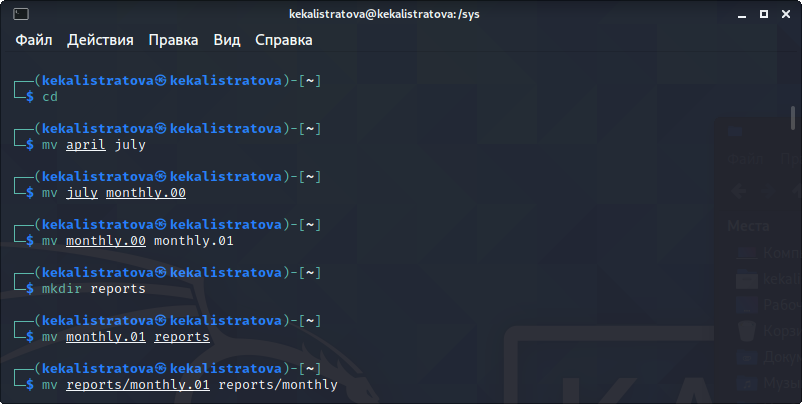 kekalistratova@kekalistratova:/sys
Файл Действия Правка Вид Справка
┌──(kekalistratova㉿kekalistratova)-[~]
└─$ cd
┌──(kekalistratova㉿kekalistratova)-[~]
└─$ mv april july
┌──(kekalistratova㉿kekalistratova)-[~]
└─$ mv july monthly.00
┌──(kekalistratova㉿kekalistratova)-[~]
└─$ mv monthly.00 monthly.01
┌──(kekalistratova㉿kekalistratova)-[~]
└─$ mkdir reports
┌──(kekalistratova㉿kekalistratova)-[~]
└─$ mv monthly.01 reports
┌──(kekalistratova㉿kekalistratova)-[~]
└─$ mv reports/monthly.01 reports/monthly
Файл
Места